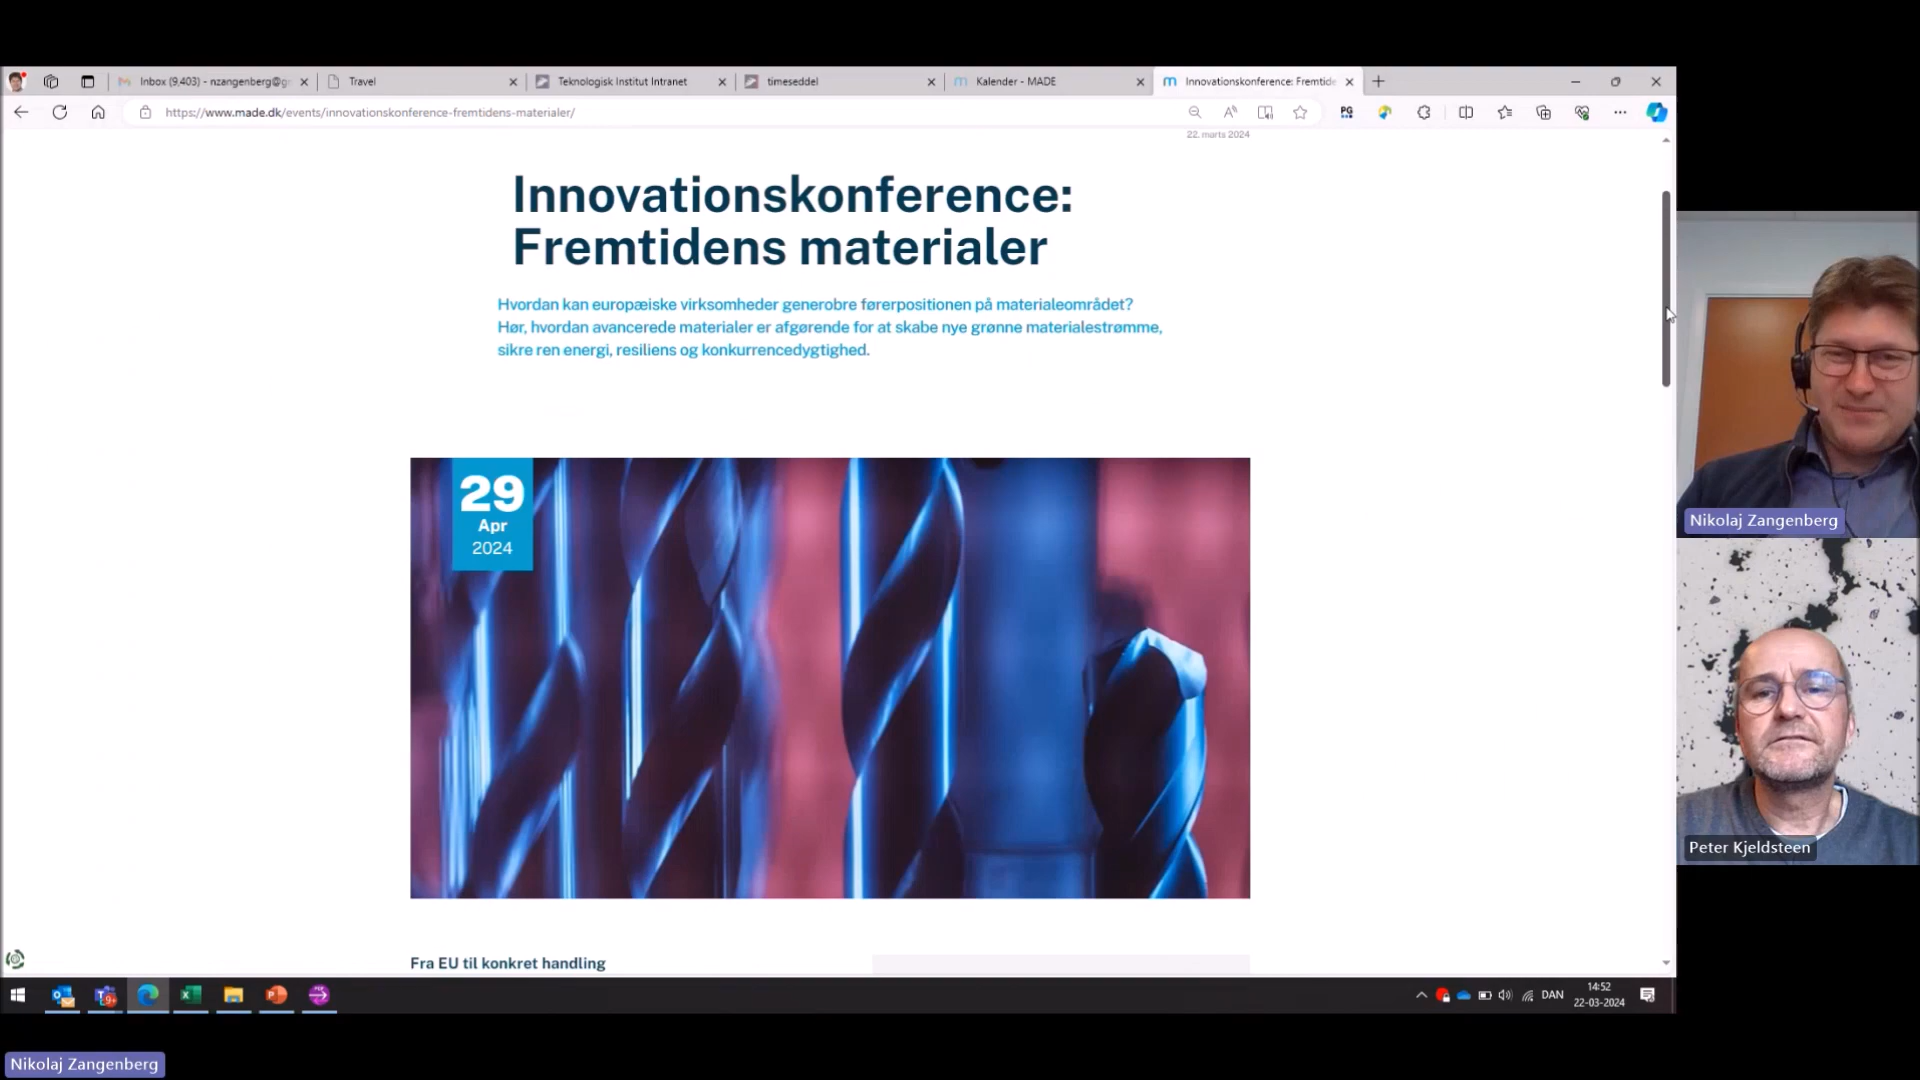 Inbox (9,403) - nzangenberg@gr
Travel
Teknologisk Institut Intranet
timeseddel
Kalender - MADE
Innovationskonference: Fremtide
https://www.made.dk/events/innovationskonference-fremtidens-materialer/
22. marts 2024
Innovationskonference:
Fremtidens materialer
Hvordan kan europæiske virksomheder generobre førerpositionen på materialeområdet?
Hør, hvordan avancerede materialer er afgørende for at skabe nye grønne materialestrømme,
sikre ren energi, resiliens og konkurrencedygtighed.
29
Apr
2024
Fra EU til konkret handling
Nikolaj Zangenberg
Peter Kjeldsteen
DAN
14:52
22-03-2024
Nikolaj Zangenberg